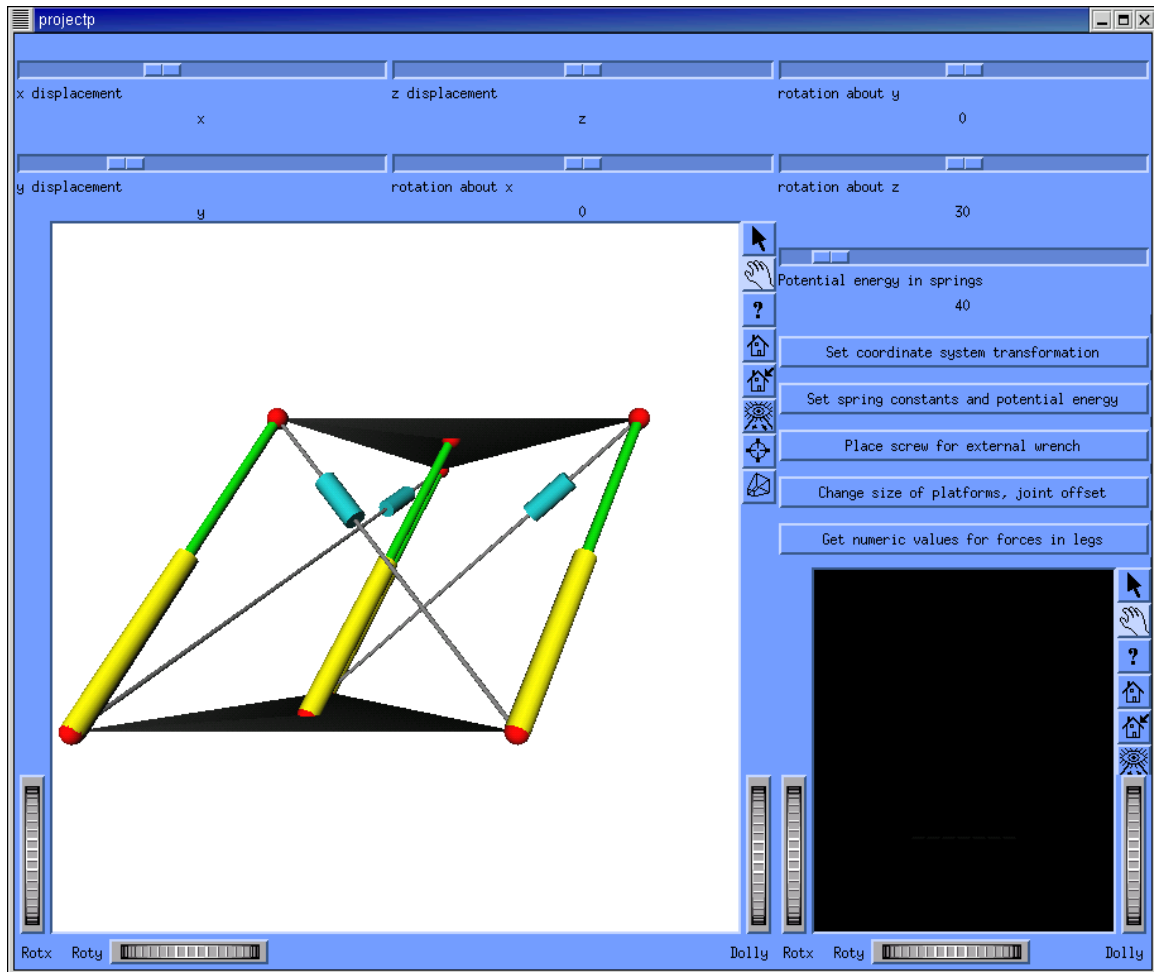 projectp
x displacement
x
z displacement
z
rotation about y
0
y displacement
y
rotation about x
0
rotation about z
30
Potential energy in springs
40
?
Set coordinate system transformation
Set spring constants and potential energy
Place screw for external wrench
Change size of platforms, joint offset
Get numeric values for forces in legs
?
Rotx Roty Dolly
Rotx Roty Dolly